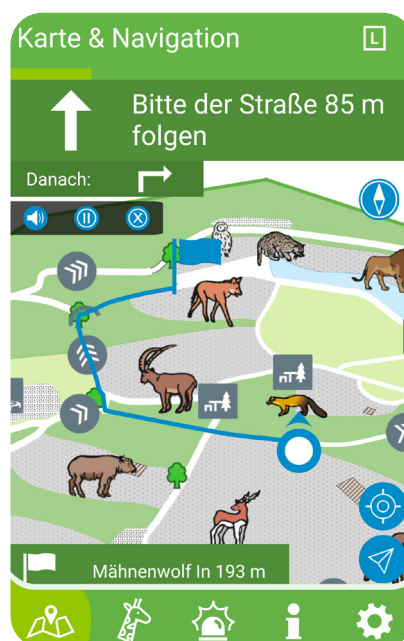 Karte & Navigation
L
Bitte der Straße 85 m
folgen
Danach:
Mähnenwolf In 193 m